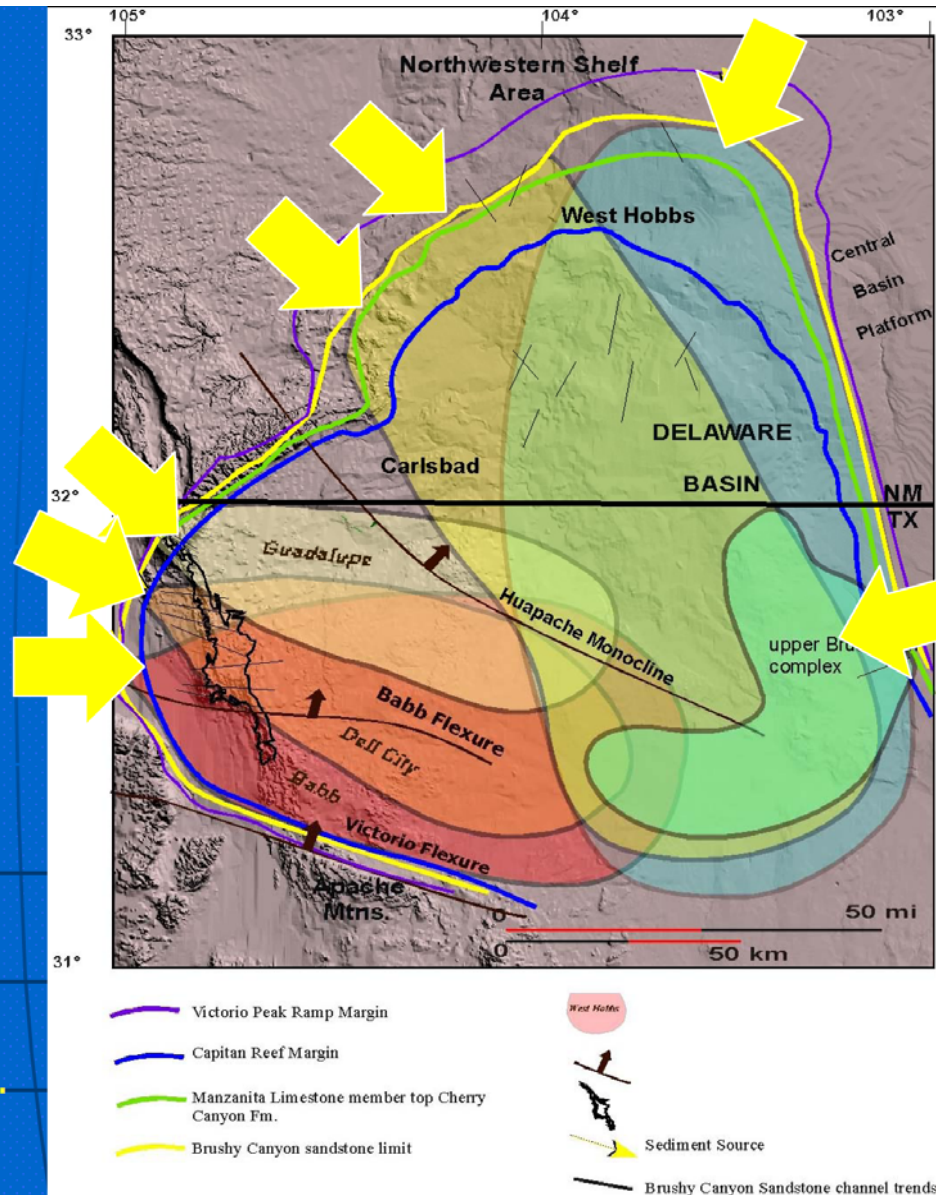 105°
104°
103°
33°
Northwestern Shelf
Area
West Hobbs
Central
Basin
Platform
DELAWARE
BASIN
Carlsbad
32°
NM
TX
Guadalupe
Huapache Monocline
upper Bru
complex
Babb Flexure
Dell City
Babb
Victorio Flexure
Apache
Mtns.
0
50 mi
0
50 km
31°
Victorio Peak Ramp Margin
West Hobbs
Capitan Reef Margin
Manzanita Limestone member top Cherry
Canyon Fm.
Brushy Canyon sandstone limit
Sediment Source
Brushy Canyon Sandstone channel trends